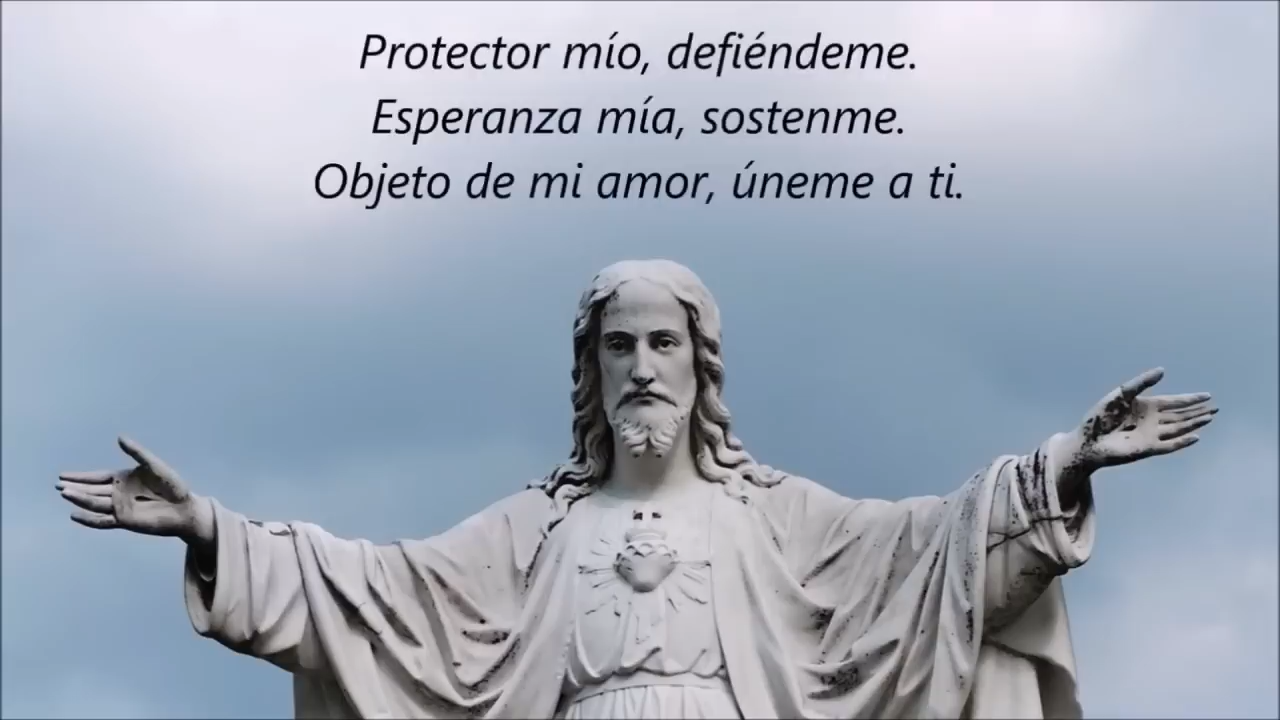 Protector mío, defiéndeme.
Esperanza mía, sostenme.
Objeto de mi amor, úneme a ti.